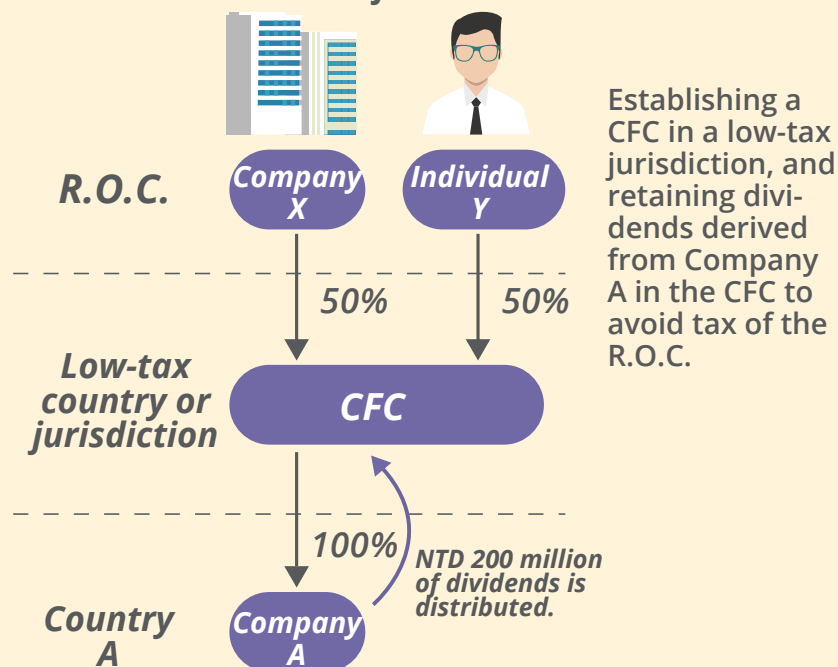 R.O.C.
Company
X
Individual
Y
Establishing a
CFC in a low-tax
jurisdiction, and
retaining divi-
dends derived
from Company
A in the CFC to
avoid tax of the
R.O.C.
50%
50%
Low-tax
country or
jurisdiction
CFC
100%
NTD 200 million
of dividends is
distributed.
Country
A
Company
A